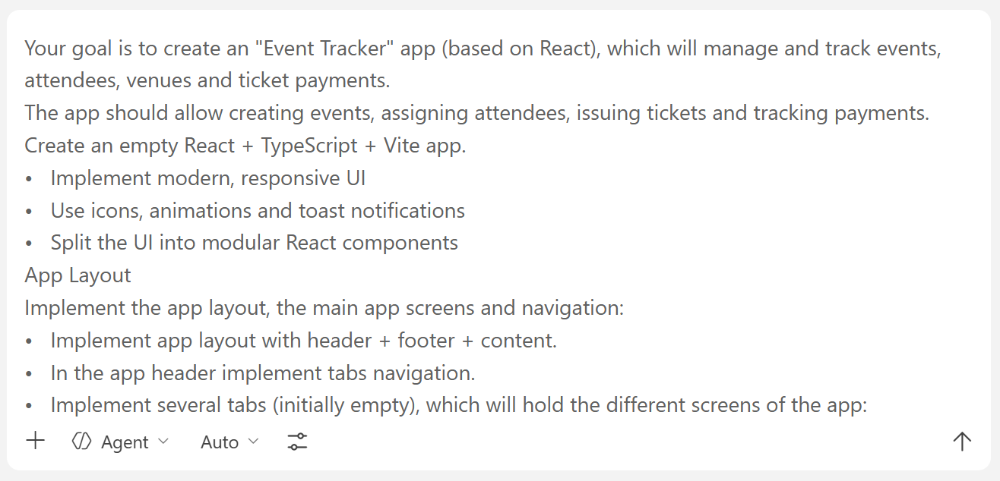 Your goal is to create an "Event Tracker" app (based on React), which will manage and track events,
attendees, venues and ticket payments.
The app should allow creating events, assigning attendees, issuing tickets and tracking payments.
Create an empty React + TypeScript + Vite app.
• Implement modern, responsive UI
• Use icons, animations and toast notifications
• Split the UI into modular React components
App Layout
Implement the app layout, the main app screens and navigation:
• Implement app layout with header + footer + content.
• In the app header implement tabs navigation.
• Implement several tabs (initially empty), which will hold the different screens of the app:
Agent Auto